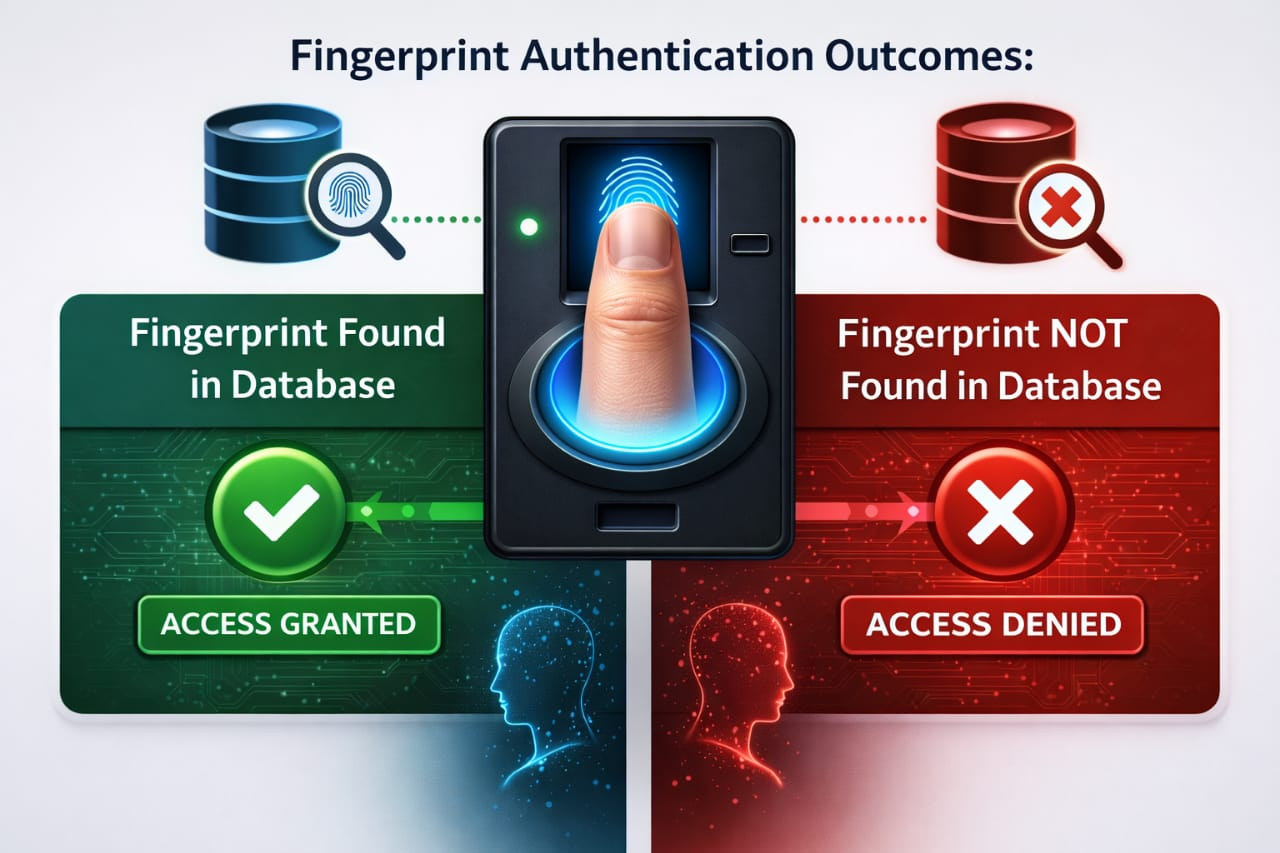 Fingerprint Authentication Outcomes:
Fingerprint Found
in Database
Fingerprint NOT
Found in Database
ACCESS GRANTED
ACCESS DENIED